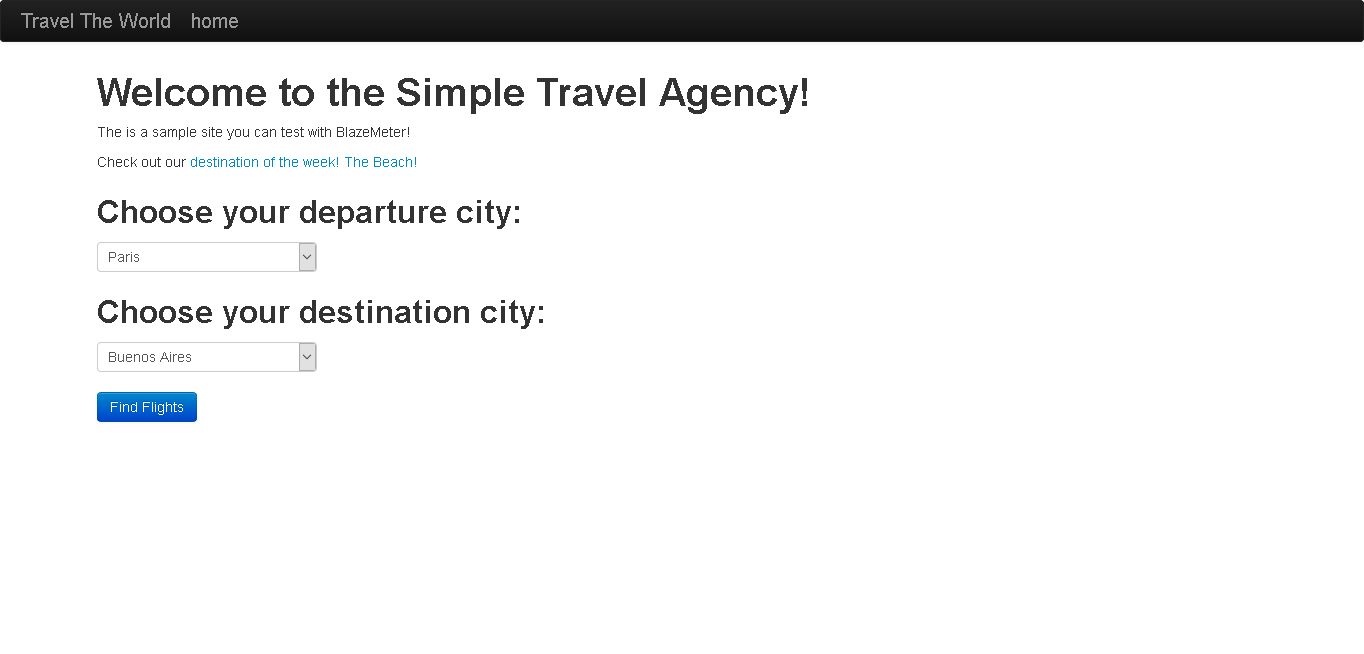 Travel The World home
Welcome to the Simple Travel Agency!
The is a sample site you can test with BlazeMeter!
Check out our destination of the week! The Beach!
Choose your departure city:
Paris
Choose your destination city:
Buenos Aires
Find Flights